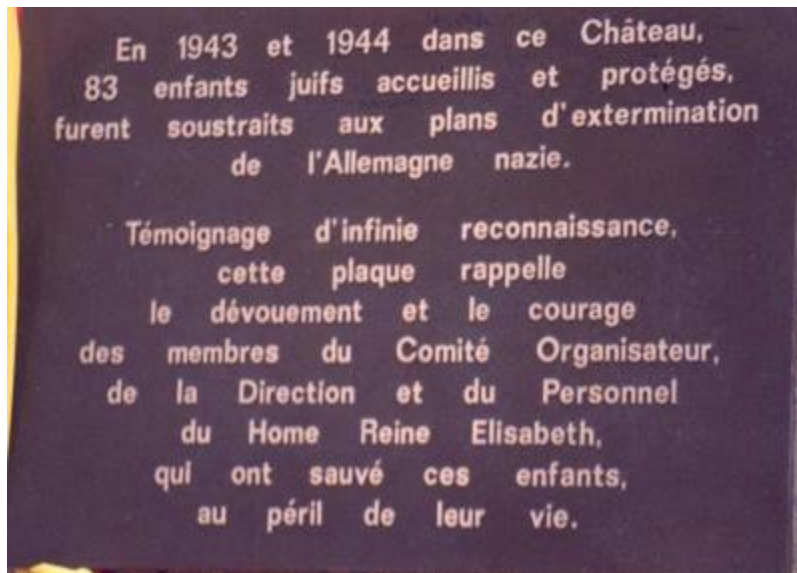 En 1943 et 1944 dans ce Château,
83 enfants juifs accueillis et protégés,
furent soustraits aux plans d'extermination
de l'Allemagne nazie.
Témoignage d'infinie reconnaissance,
cette plaque rappelle
le dévouement et le courage
des membres du Comité Organisateur,
de la Direction et du Personnel
du Home Reine Elisabeth,
qui ont sauvé ces enfants,
au péril de leur vie.